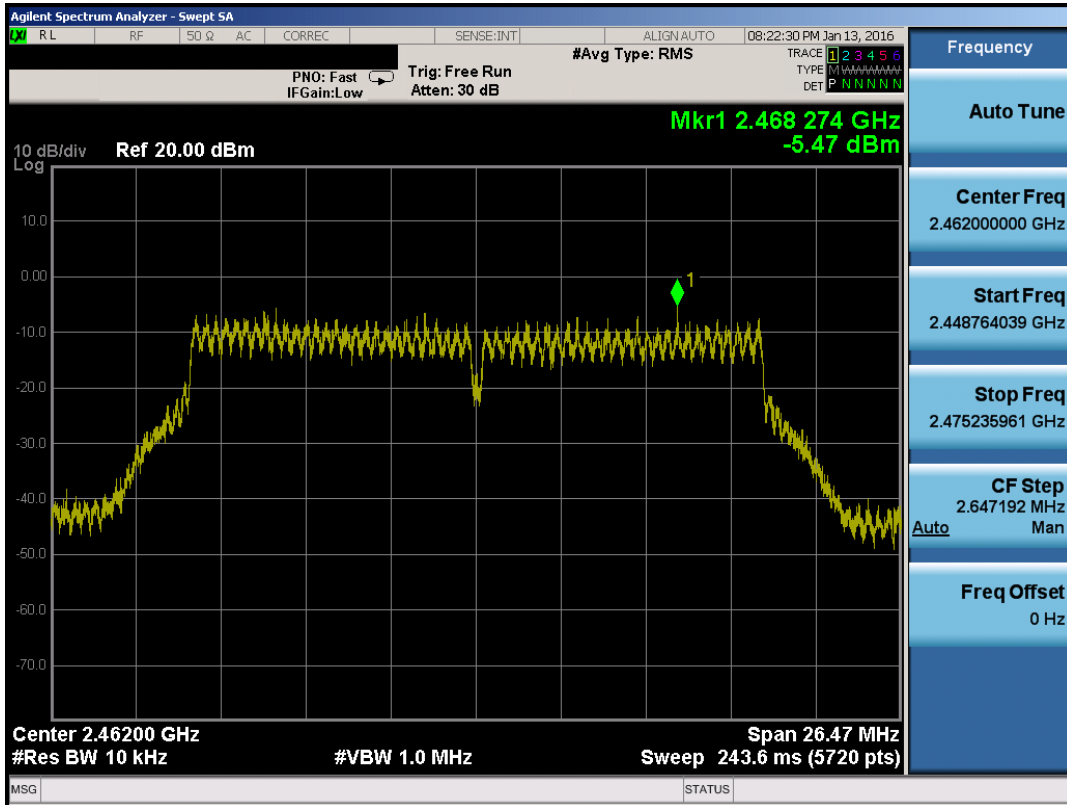 Agilent Spectrum Analyzer - Swept SA
LXI RL RF 50 Ω AC CORREC SENSE:INT ALIGN AUTO 08:22:30 PM Jan 13, 2016
#Avg Type: RMS TRACE 1 2 3 4 5 6
PNO: Fast Trig: Free Run TYPE M WWWWW
IFGain:Low Atten: 30 dB DET P N N N N N
Mkr1 2.468 274 GHz
-5.47 dBm
10 dB/div Ref 20.00 dBm
Log
1
10.0
0.00
-10.0
-20.0
-30.0
-40.0
-50.0
-60.0
-70.0
Center 2.46200 GHz Span 26.47 MHz
#Res BW 10 kHz #VBW 1.0 MHz Sweep 243.6 ms (5720 pts)
MSG STATUS
Frequency
Auto Tune
Center Freq
2.462000000 GHz
Start Freq
2.448764039 GHz
Stop Freq
2.475235961 GHz
CF Step
2.647192 MHz
Auto Man
Freq Offset
0 Hz